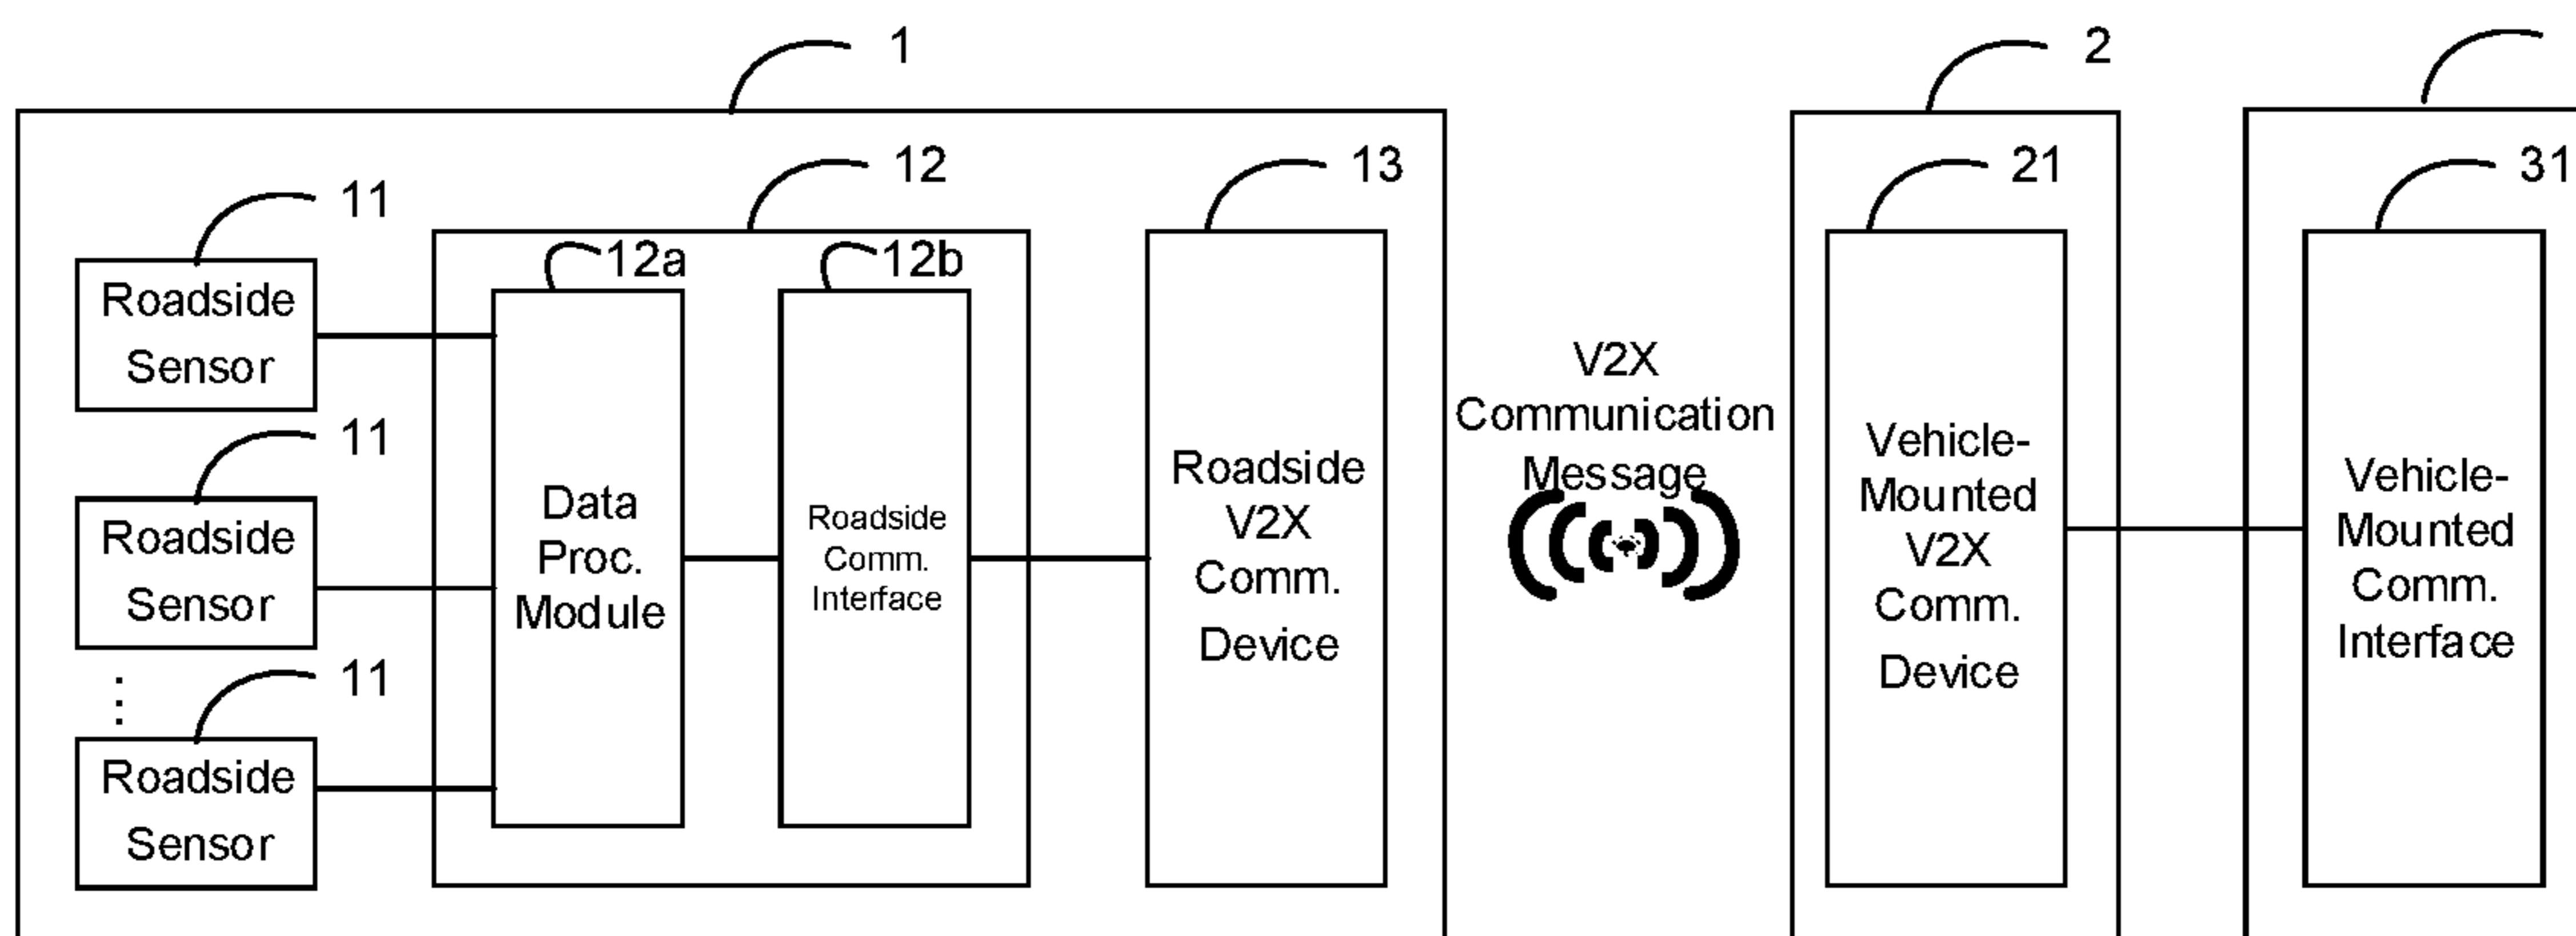 1
2
12
13
21
31
11
12a
12b
Roadside
Sensor
11
Roadside
Sensor
11
Roadside
Sensor
Data
Proc.
Module
Roadside
Comm.
Interface
Roadside
V2X
Comm.
Device
V2X
Communication
Message
Vehicle-
Mounted
V2X
Comm.
Device
Vehicle-
Mounted
Comm.
Interface